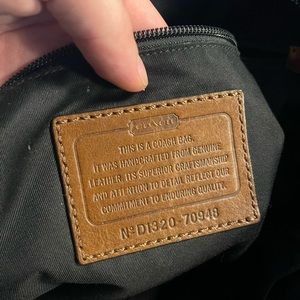 COACH
THIS IS A COACH BAG.
IT WAS HANDCRAFTED FROM GENUINE
LEATHER. ITS SUPERIOR CRAFTSMANSHIP
AND ATTENTION TO DETAIL REFLECT OUR
COMMITMENT TO ENDURING QUALITY.
Nº D1320-70948